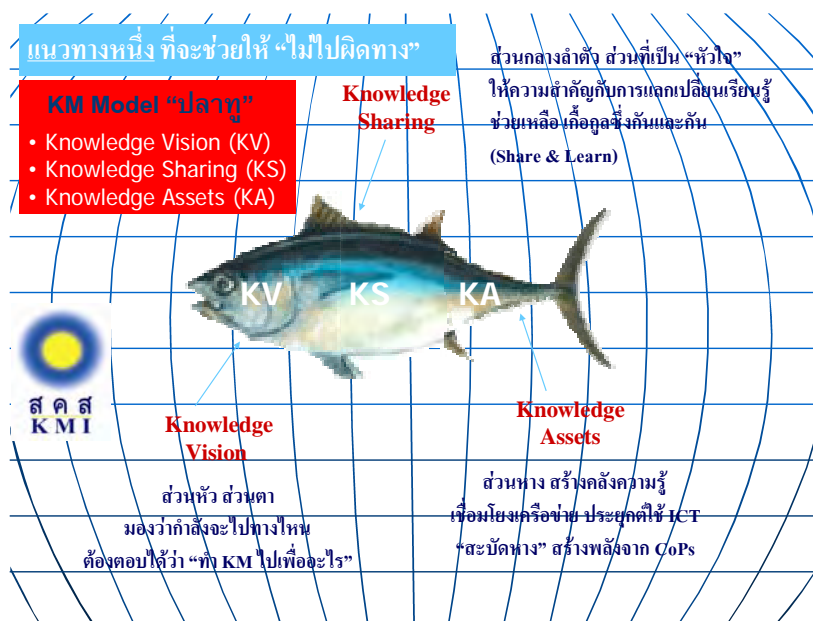 แนวทางหนึ่ง ที่จะช่วยให้ “ไม่ไปผิดทาง”
KM Model “ปลาทู”
• Knowledge Vision (KV)
• Knowledge Sharing (KS)
• Knowledge Assets (KA)
Knowledge
Sharing
ส่วนกลางลำตัว ส่วนที่เป็น “หัวใจ”
ให้ความสำคัญกับการแลกเปลี่ยนเรียนรู้
ช่วยเหลือ เกื้อกูลซึ่งกันและกัน
(Share & Learn)
KV KS KA
ส ค ส
K M I
Knowledge
Vision
ส่วนหัว ส่วนตา
มองว่ากำลังจะไปทางไหน
ต้องตอบได้ว่า “ทำ KM ไปเพื่ออะไร”
Knowledge
Assets
ส่วนหาง สร้างคลังความรู้
เชื่อมโยงเครือข่าย ประยุกต์ใช้ ICT
“สะบัดหาง” สร้างพลังจาก CoPs